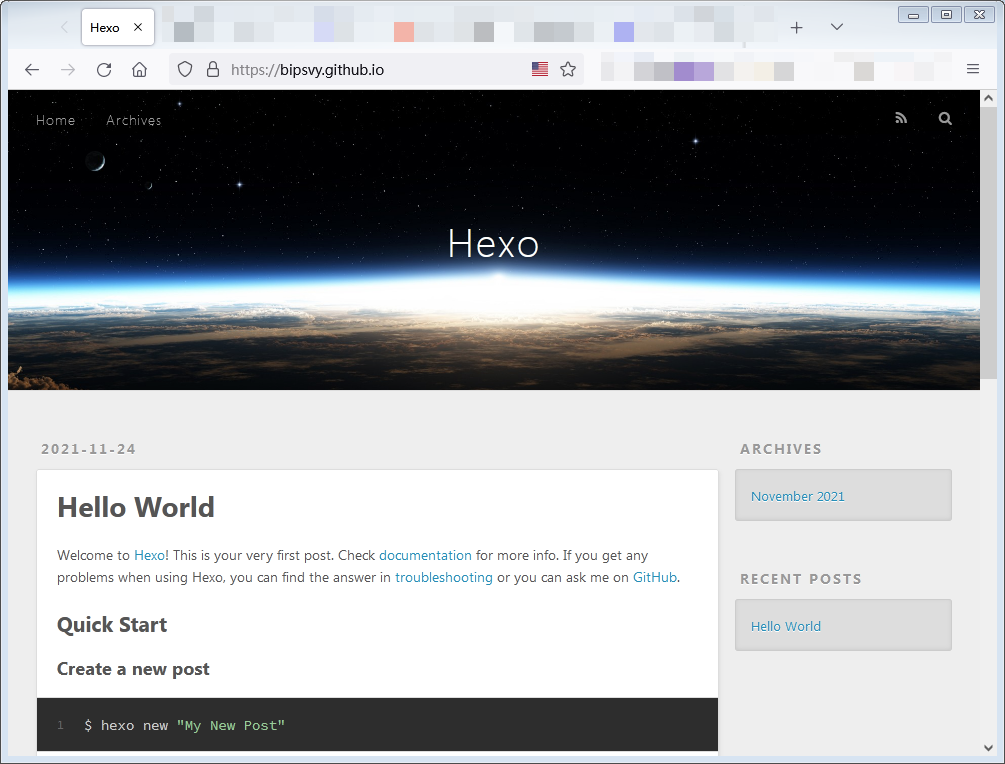 Hexo
https://bipsvy.github.io
Home Archives
Hexo
2021-11-24
Hello World
Welcome to Hexo! This is your very first post. Check documentation for more info. If you get any
problems when using Hexo, you can find the answer in troubleshooting or you can ask me on GitHub.
Quick Start
Create a new post
1 $ hexo new "My New Post"
ARCHIVES
November 2021
RECENT POSTS
Hello World